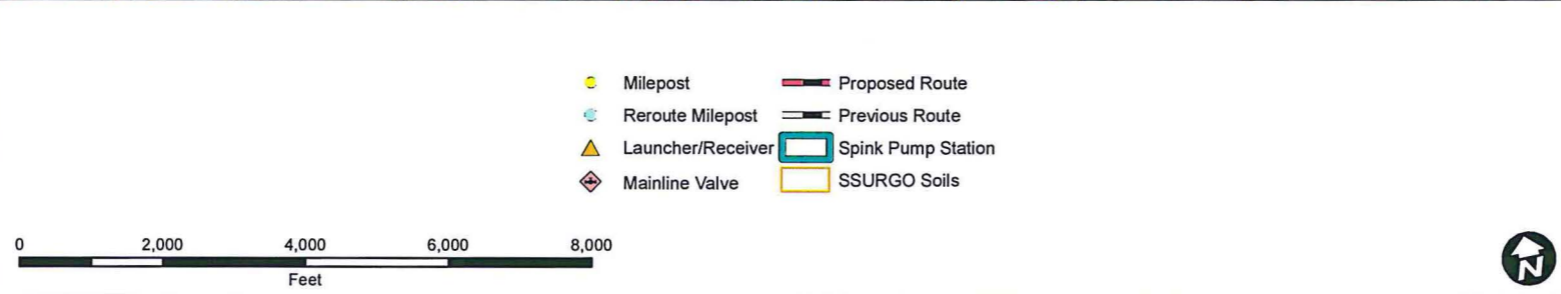 Milepost
Proposed Route
Reroute Milepost
Previous Route
Launcher/Receiver
Spink Pump Station
Mainline Valve
SSURGO Soils
0 2,000 4,000 6,000 8,000
Feet
N